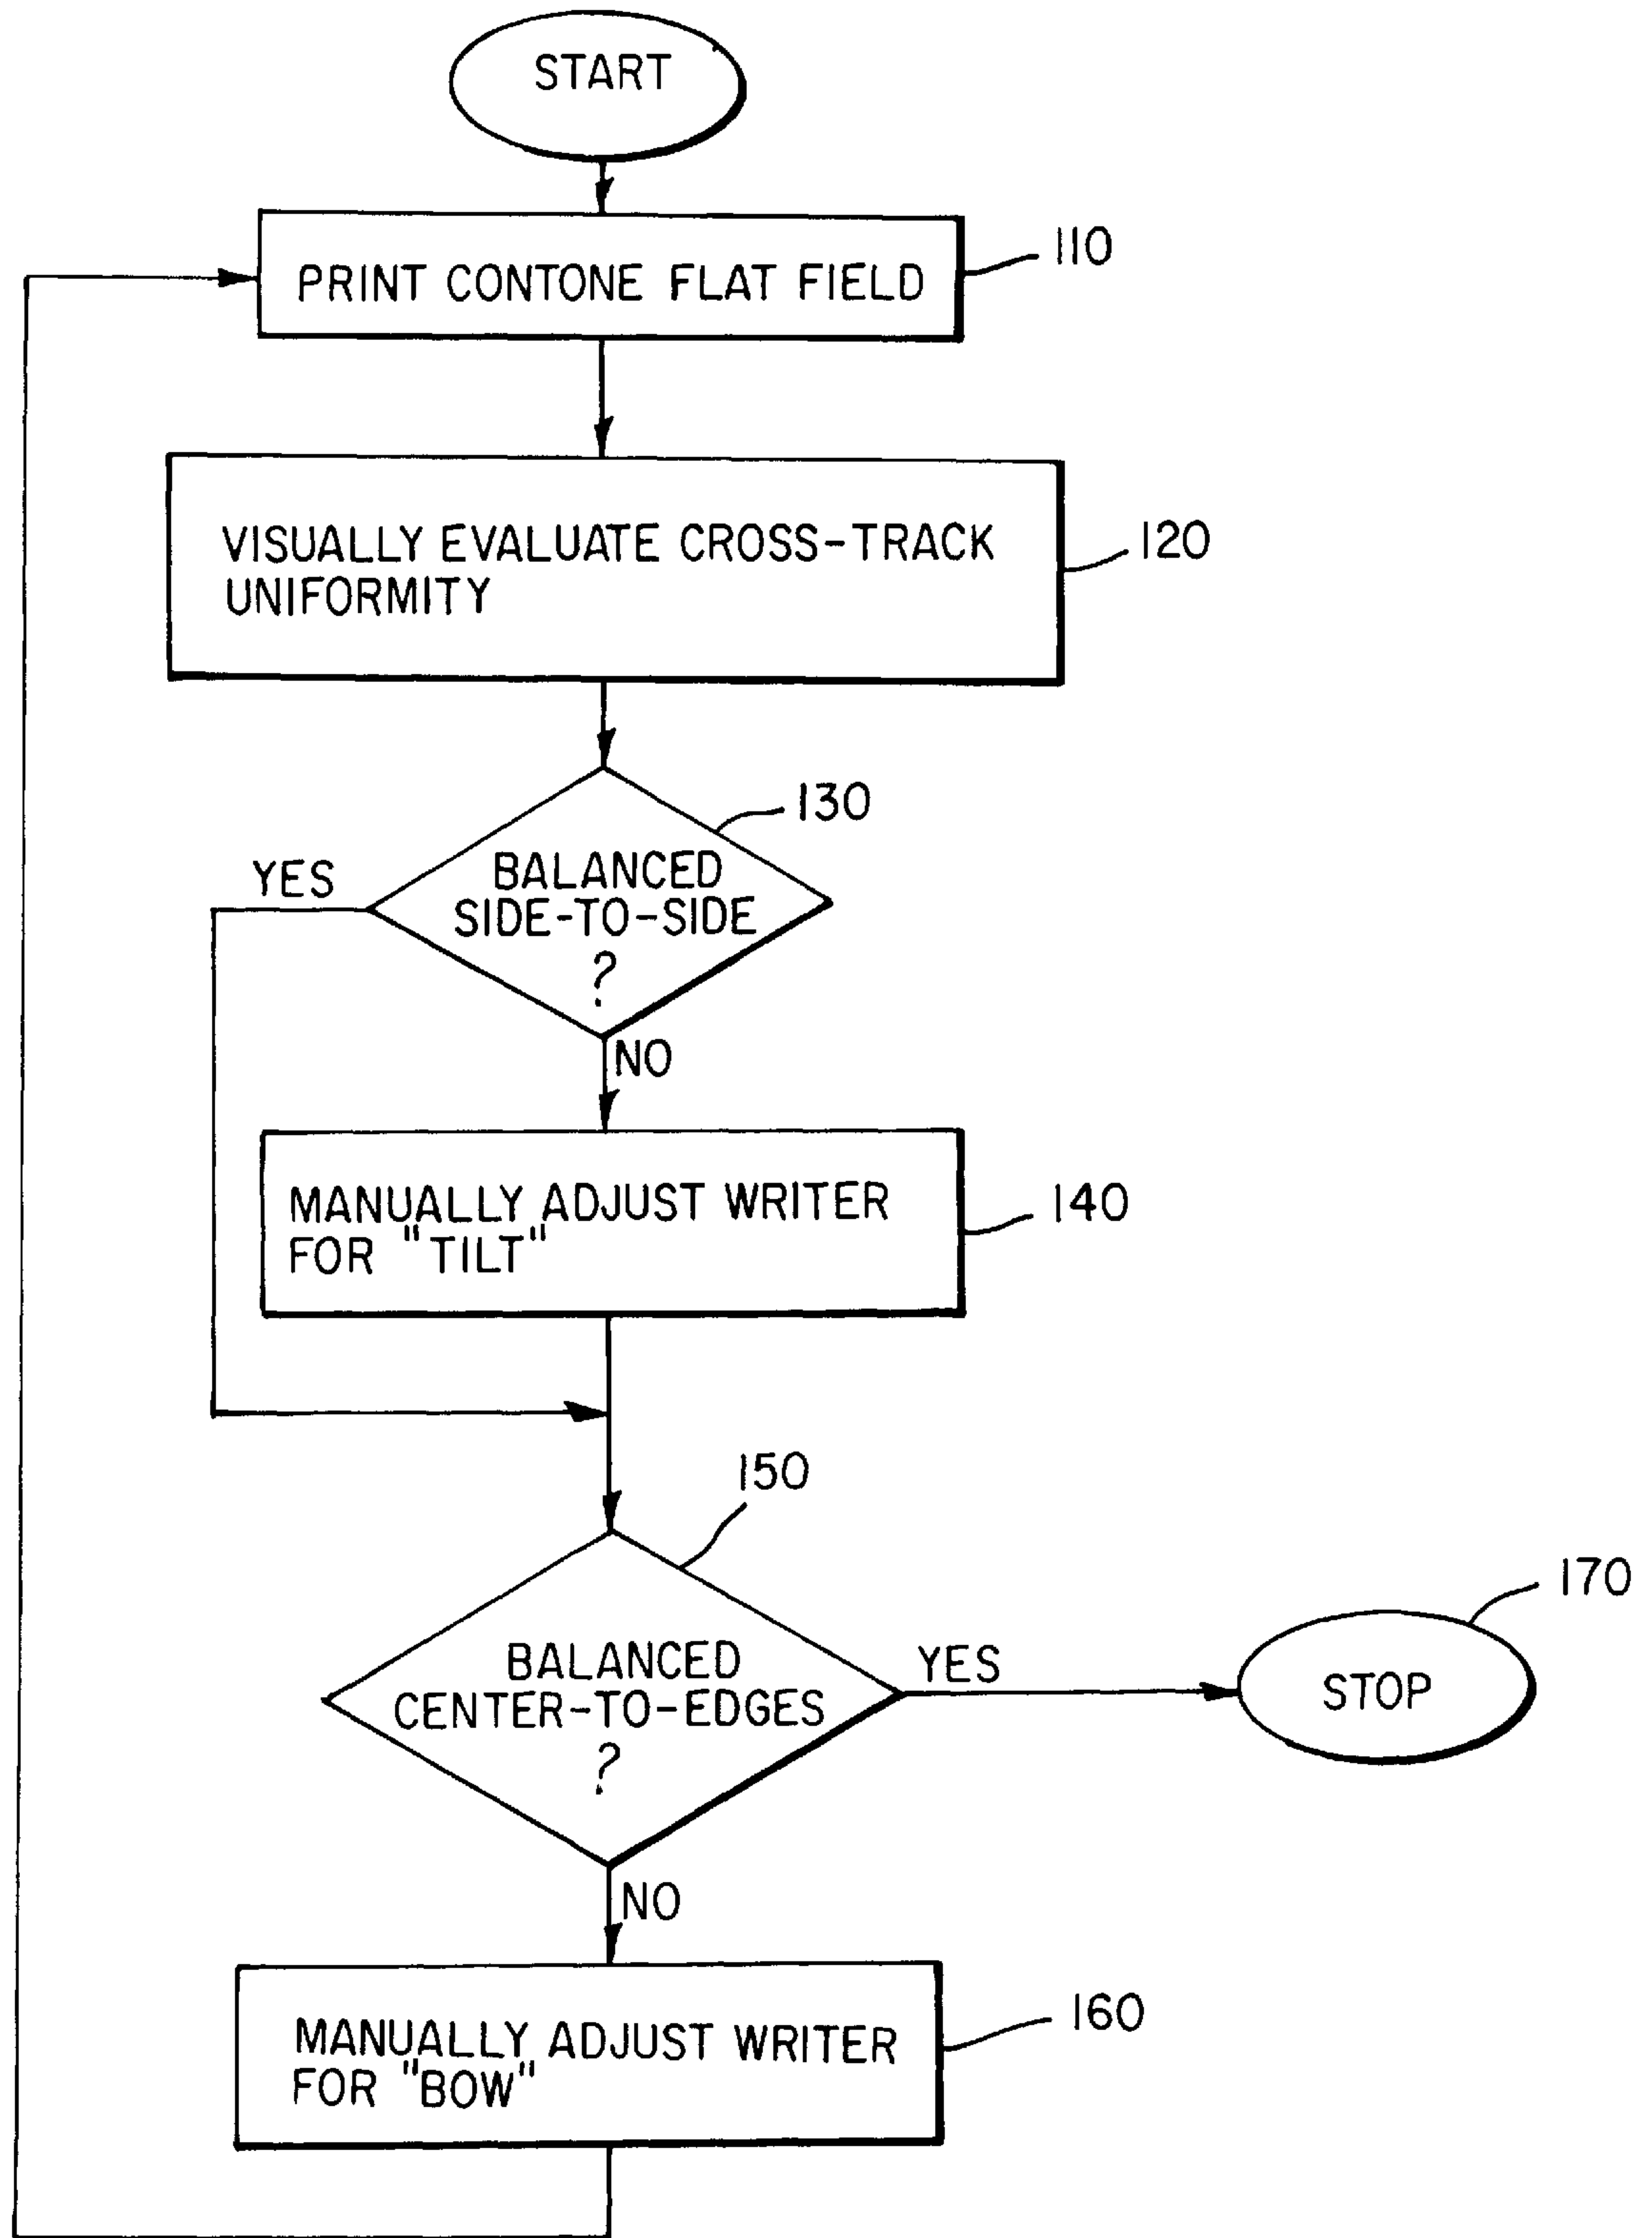 START
PRINT CONTONE FLAT FIELD
110
VISUALLY EVALUATE CROSS-TRACK
UNIFORMITY
120
130
YES
BALANCED
SIDE-TO-SIDE
?
NO
MANUALLY ADJUST WRITER
FOR "TILT"
140
150
BALANCED
CENTER-TO-EDGES
?
YES
170
STOP
NO
MANUALLY ADJUST WRITER
FOR "BOW"
160